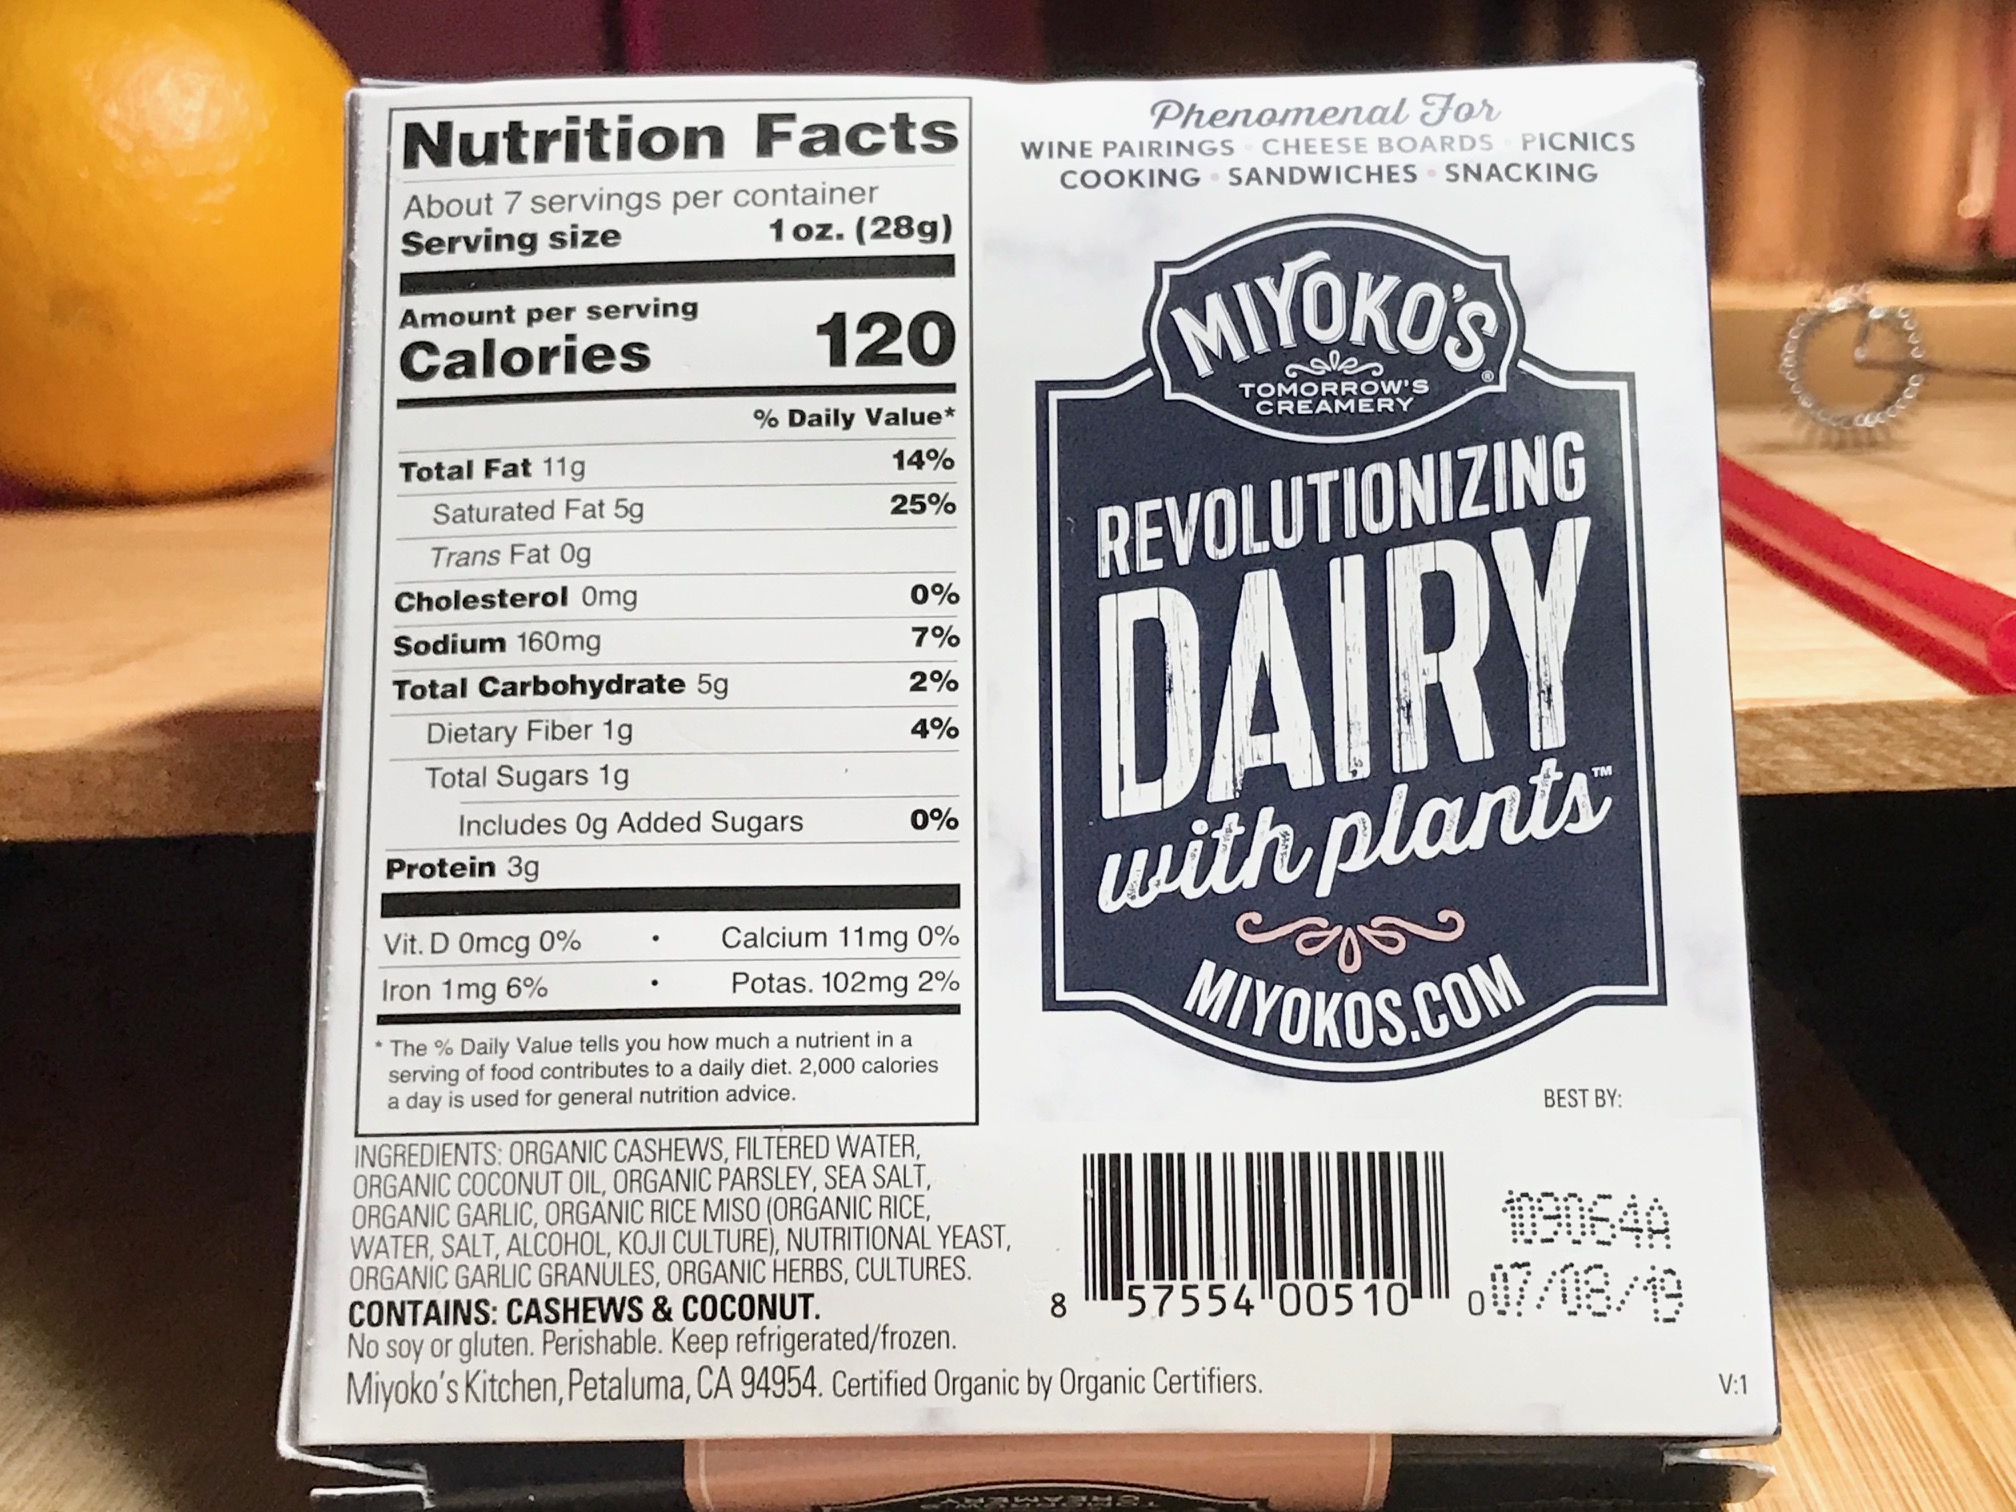 Nutrition Facts
About 7 servings per container
Serving size 1 oz. (28g)
Amount per serving
Calories 120
% Daily Value*
Total Fat 11g 14%
Saturated Fat 5g 25%
Trans Fat 0g
Cholesterol 0mg 0%
Sodium 160mg 7%
Total Carbohydrate 5g 2%
Dietary Fiber 1g 4%
Total Sugars 1g
Includes 0g Added Sugars 0%
Protein 3g
Vit. D 0mcg 0% • Calcium 11mg 0%
Iron 1mg 6% • Potas. 102mg 2%
* The % Daily Value tells you how much a nutrient in a
serving of food contributes to a daily diet. 2,000 calories
a day is used for general nutrition advice.
INGREDIENTS: ORGANIC CASHEWS, FILTERED WATER,
ORGANIC COCONUT OIL, ORGANIC PARSLEY, SEA SALT,
ORGANIC GARLIC, ORGANIC RICE MISO (ORGANIC RICE,
WATER, SALT, ALCOHOL, KOJI CULTURE), NUTRITIONAL YEAST,
ORGANIC GARLIC GRANULES, ORGANIC HERBS, CULTURES.
CONTAINS: CASHEWS & COCONUT.
No soy or gluten. Perishable. Keep refrigerated/frozen.
Miyoko's Kitchen, Petaluma, CA 94954. Certified Organic by Organic Certifiers.
Phenomenal For
WINE PAIRINGS • CHEESE BOARDS • PICNICS
COOKING • SANDWICHES • SNACKING
MIYOKO'S®
TOMORROW'S
CREAMERY
REVOLUTIONIZING
DAIRY
with plants™
MIYOKOS.COM
BEST BY:
109064A
07/08/19
8 57554 00510 0
V:1